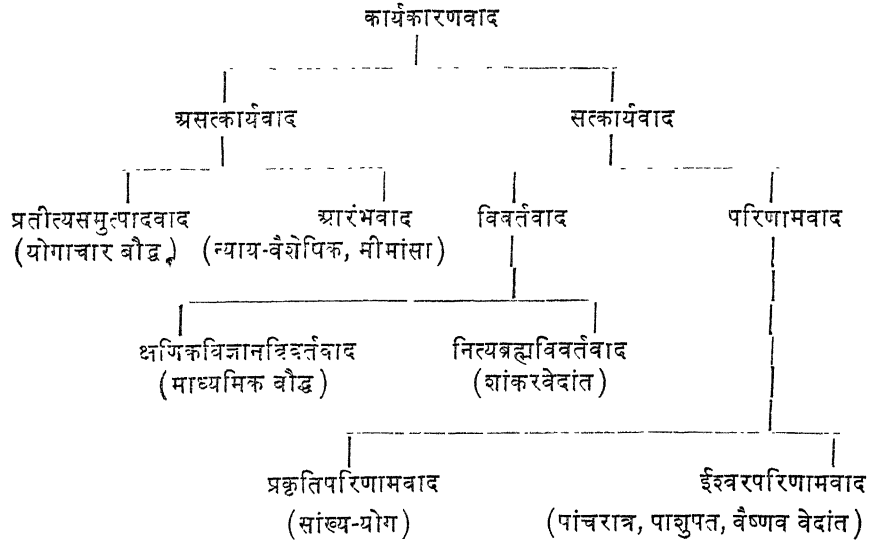 कार्यकारणवाद
असत्कार्यवाद सत्कार्यवाद
प्रतीत्यसमुत्पादवाद आरंभवाद विवर्तवाद परिणामवाद
(योगाचार बौद्ध) (न्याय-वैशेषिक, मीमांसा)
क्षणिकविज्ञानविवर्तवाद नित्यब्रह्मविवर्तवाद
(माध्यमिक बौद्ध) (शांकरवेदांत)
प्रकृतिपरिणामवाद ईश्वरपरिणामवाद
(सांख्य-योग) (पांचरात्र, पाशुपत, वैष्णव वेदांत)